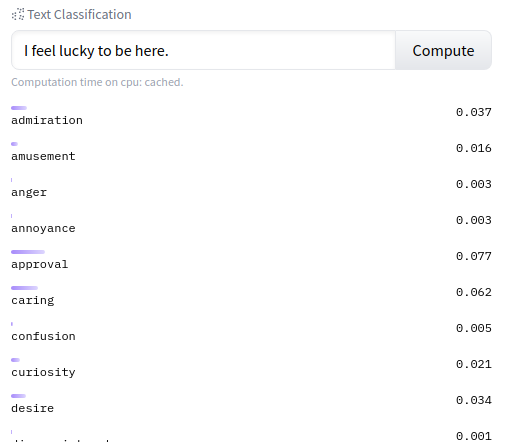 Text Classification
I feel lucky to be here.
Compute
Computation time on cpu: cached.
0.037
admiration
0.016
amusement
0.003
anger
0.003
annoyance
0.077
approval
0.062
caring
0.005
confusion
0.021
curiosity
0.034
desire
0.001